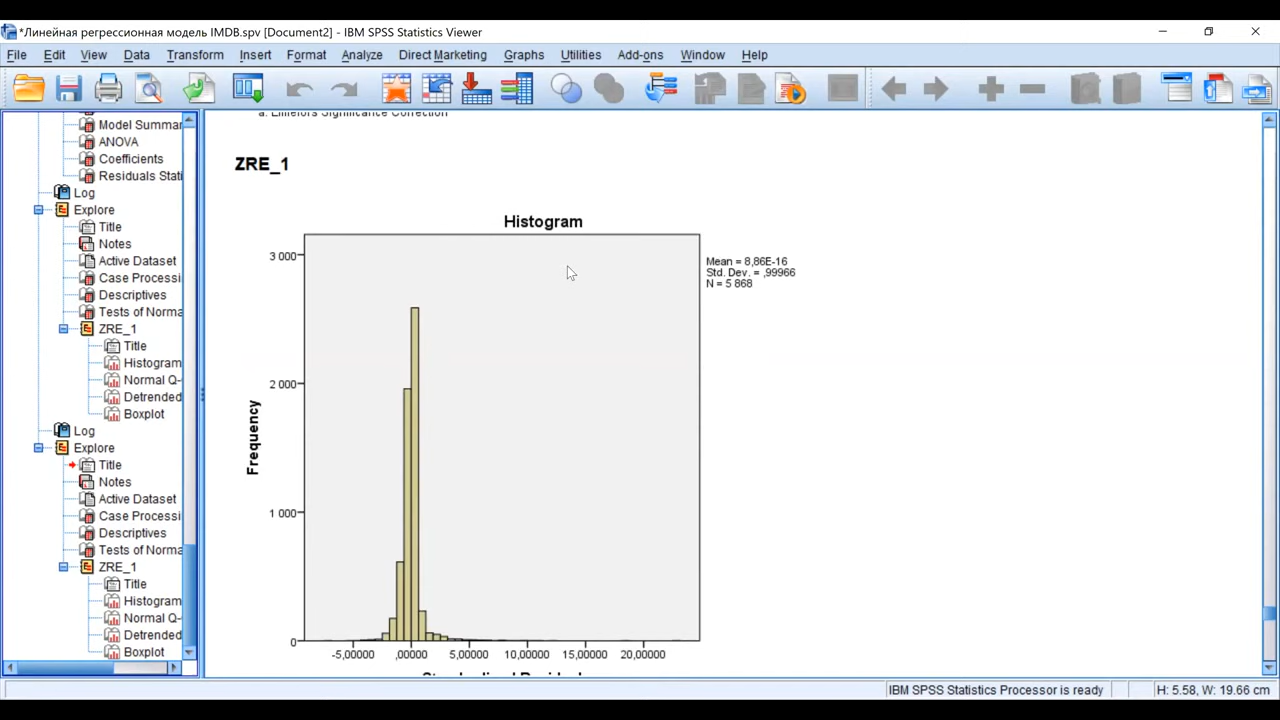 *Линейная регрессионная модель IMDB.spv [Document2] - IBM SPSS Statistics Viewer
File Edit View Data Transform Insert Format Analyze Direct Marketing Graphs Utilities Add-ons Window Help
Model Summar
ANOVA
Coefficients
Residuals Stati
Log
Explore
Title
Notes
Active Dataset
Case Processi
Descriptives
Tests of Norma
ZRE_1
Title
Histogram
Normal Q-
Detrended
Boxplot
Log
Explore
Title
Notes
Active Dataset
Case Processi
Descriptives
Tests of Norma
ZRE_1
Title
Histogram
Normal Q-
Detrended
Boxplot
a. Lilliefors Significance Correction
ZRE_1
Histogram
Mean = 8,86E-16
Std. Dev. = ,99966
N = 5 868
Frequency
3 000
2 000
1 000
0
-5,00000 ,00000 5,00000 10,00000 15,00000 20,00000
Standardized Residual
IBM SPSS Statistics Processor is ready H: 5.58, W: 19.66 cm